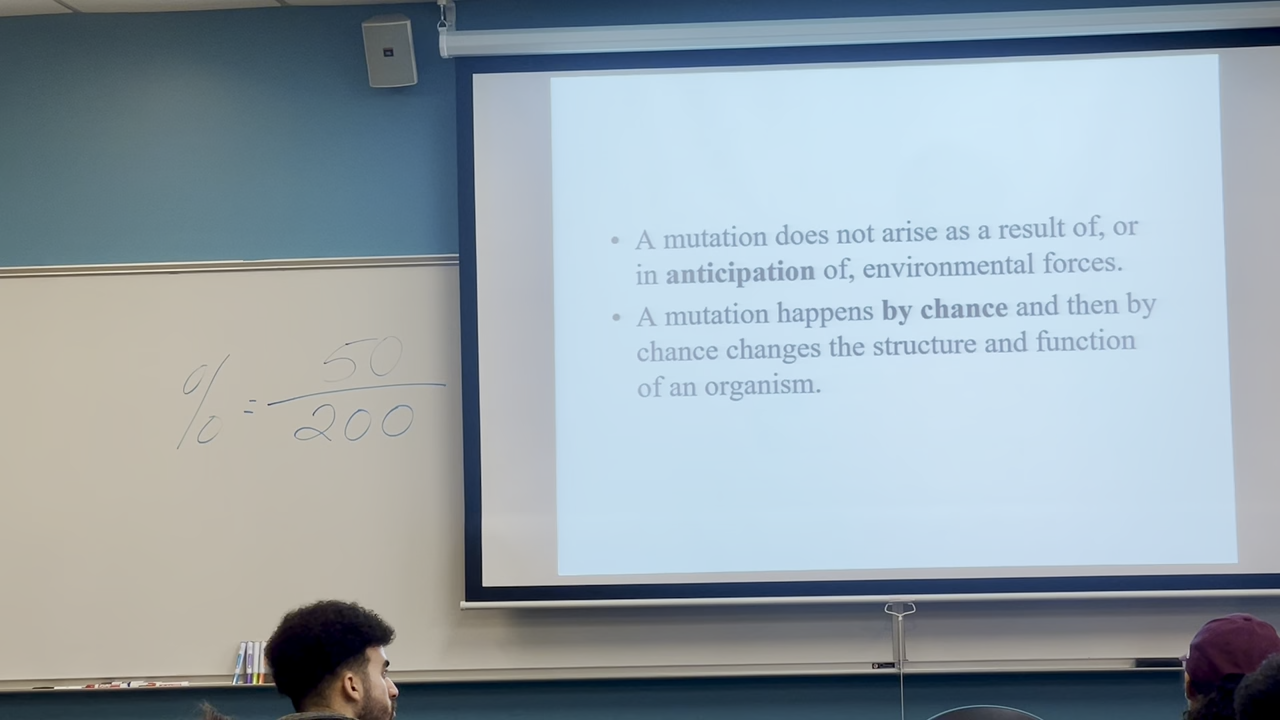 • A mutation does not arise as a result of, or
in anticipation of, environmental forces.
• A mutation happens by chance and then by
chance changes the structure and function
of an organism.
% = 50
200